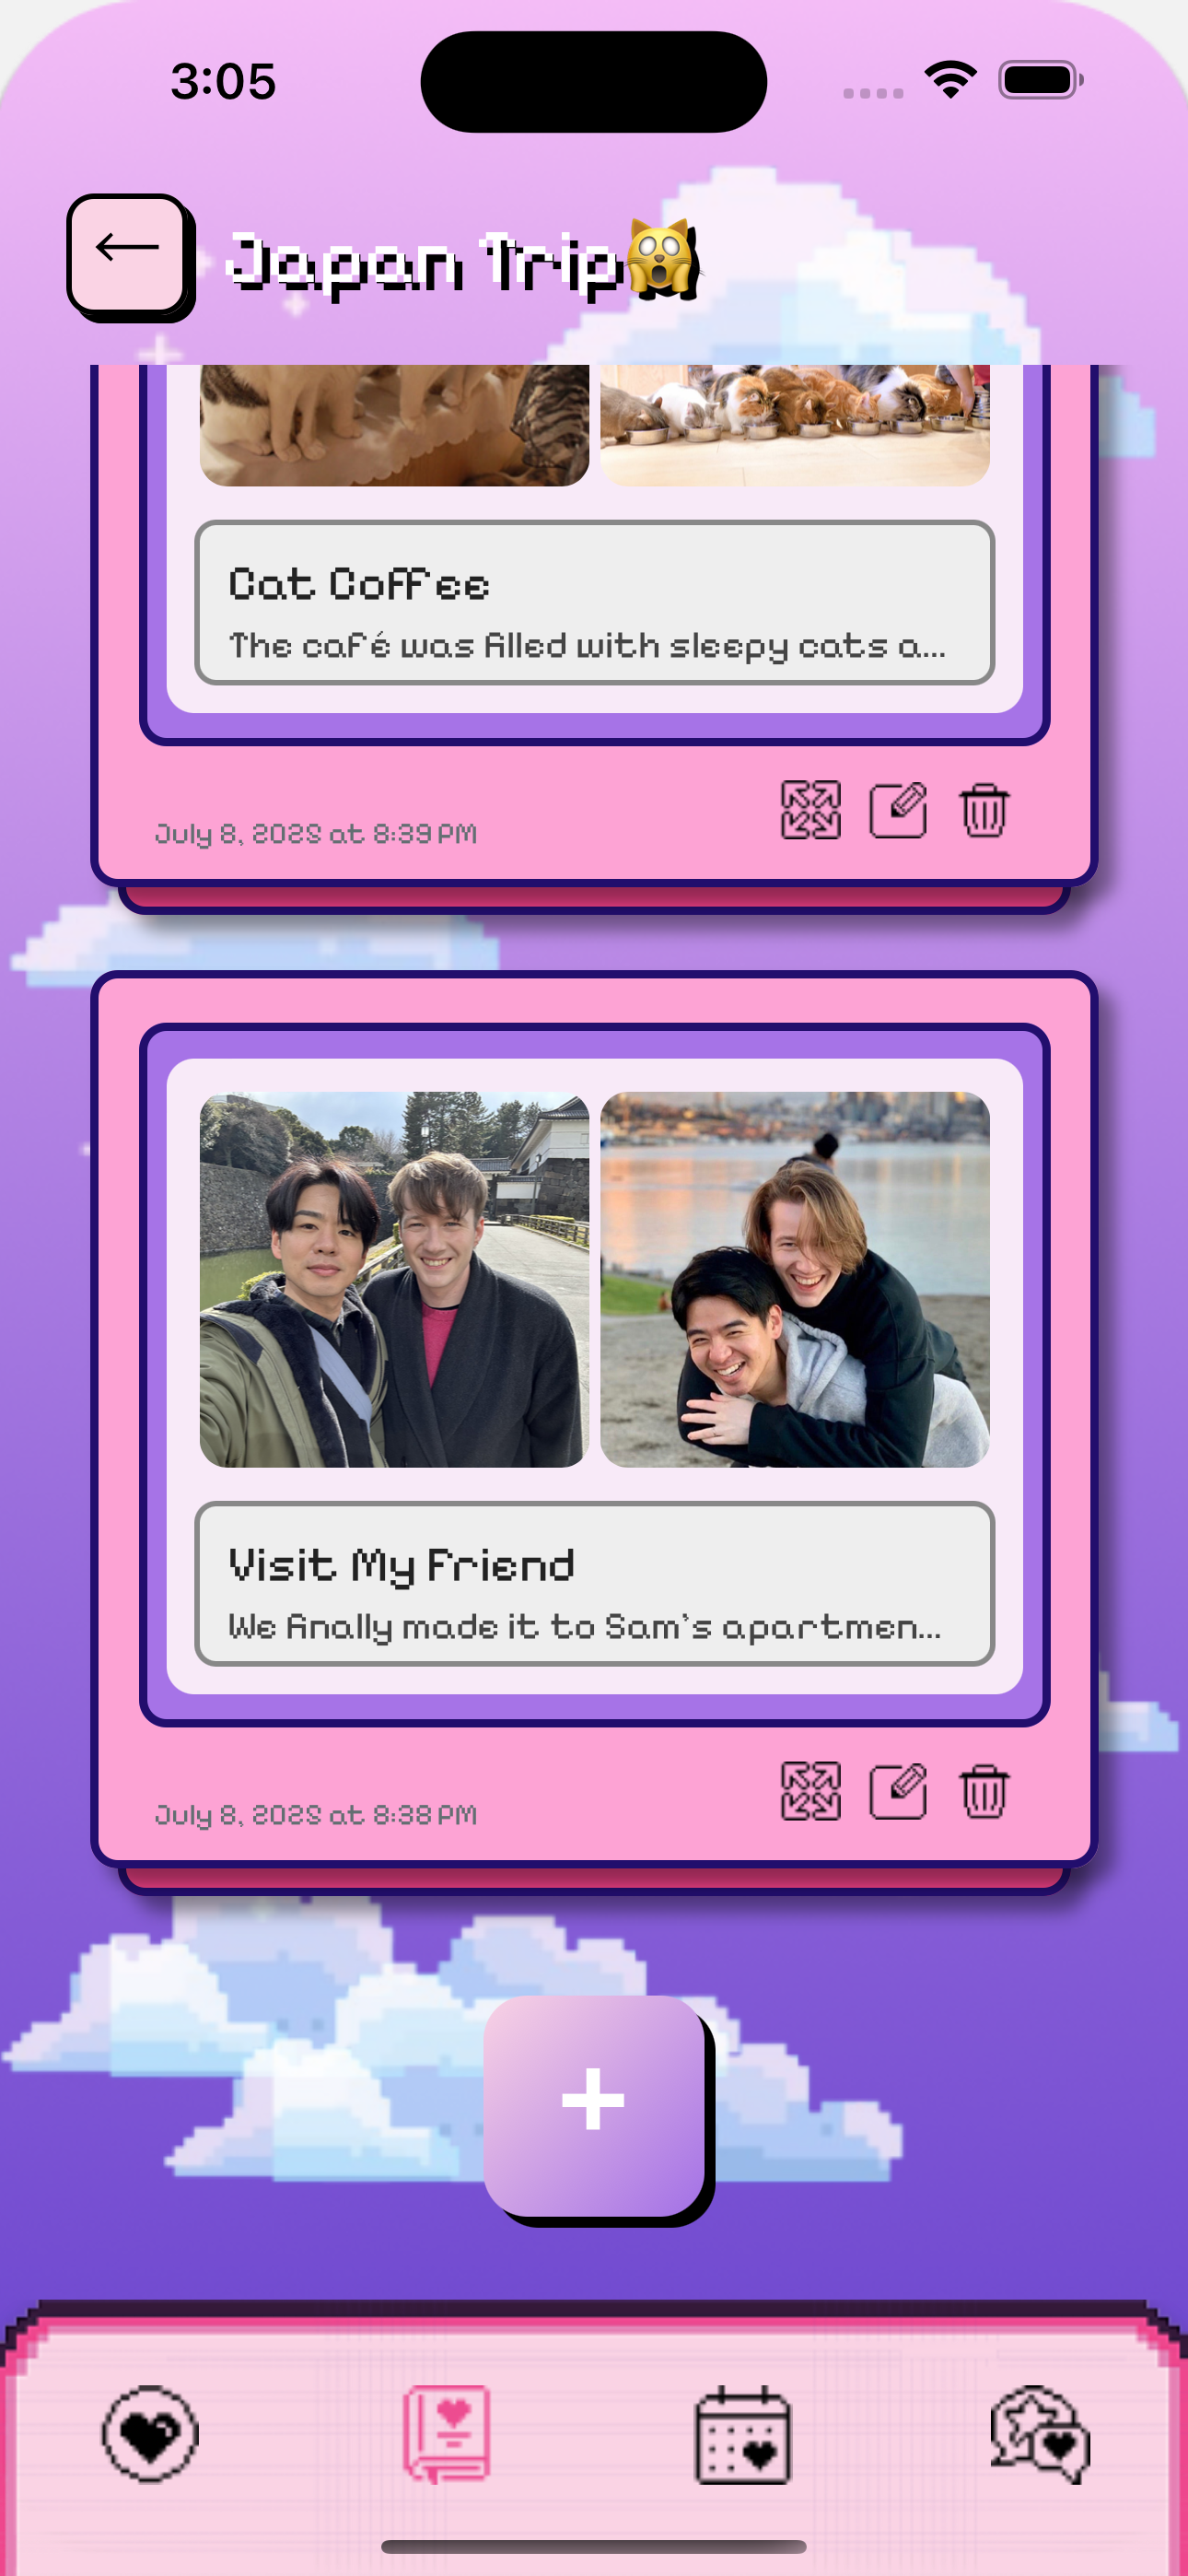 3:05
Japan Trip🙀
Cat Coffee
The café was filled with sleepy cats a...
July 8, 2025 at 8:39 PM
Visit My Friend
We finally made it to Sam's apartmen...
July 8, 2025 at 8:38 PM
+